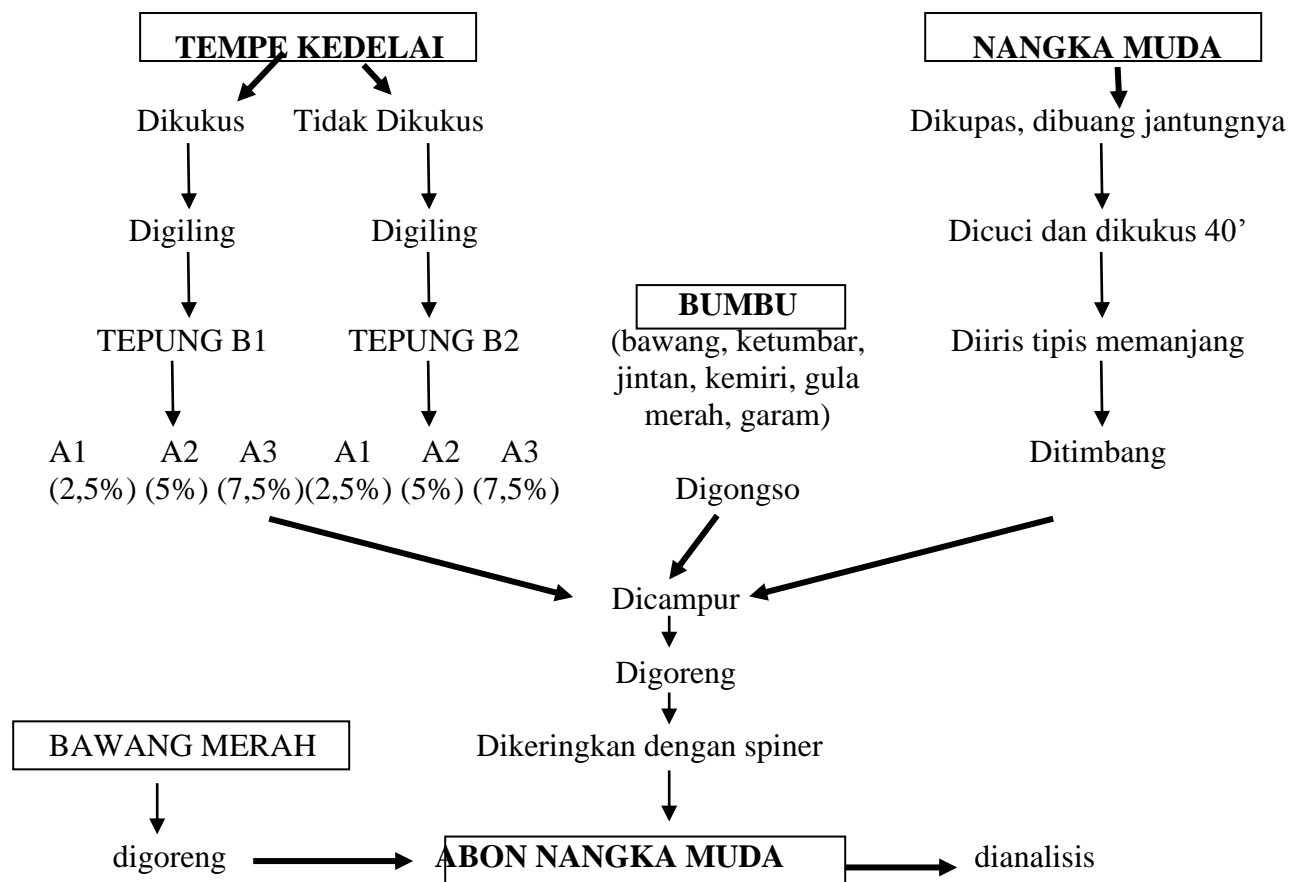 TEMPE KEDELAI
NANGKA MUDA
Dikukus
Tidak Dikukus
Dikupas, dibuang jantungnya
Digiling
Digiling
Dicuci dan dikukus 40’
BUMBU
TEPUNG B1
TEPUNG B2
(bawang, ketumbar,
jintan, kemiri, gula
merah, garam)
Diiris tipis memanjang
A1 A2 A3 A1 A2 A3
(2,5%) (5%) (7,5%)(2,5%) (5%) (7,5%)
Ditimbang
Digongso
Dicampur
Digoreng
BAWANG MERAH
Dikeringkan dengan spiner
digoreng
ABON NANGKA MUDA
dianalisis